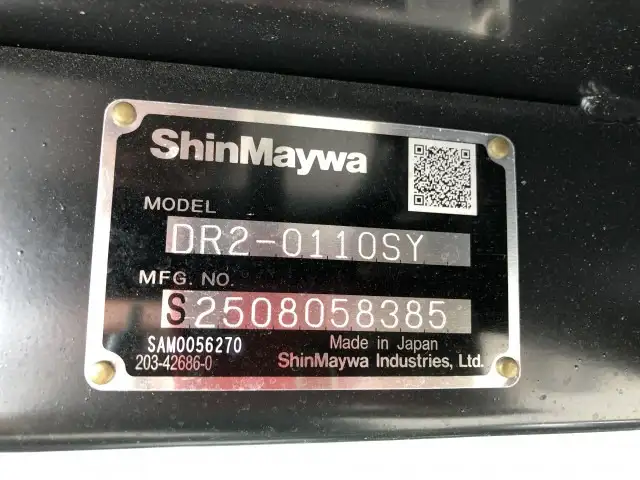 ShinMaywa
MODEL
DR2-0110SY
MFG. NO.
S2508058385
SAM0056270
Made in Japan
203-42686-0
ShinMaywa Industries, Ltd.